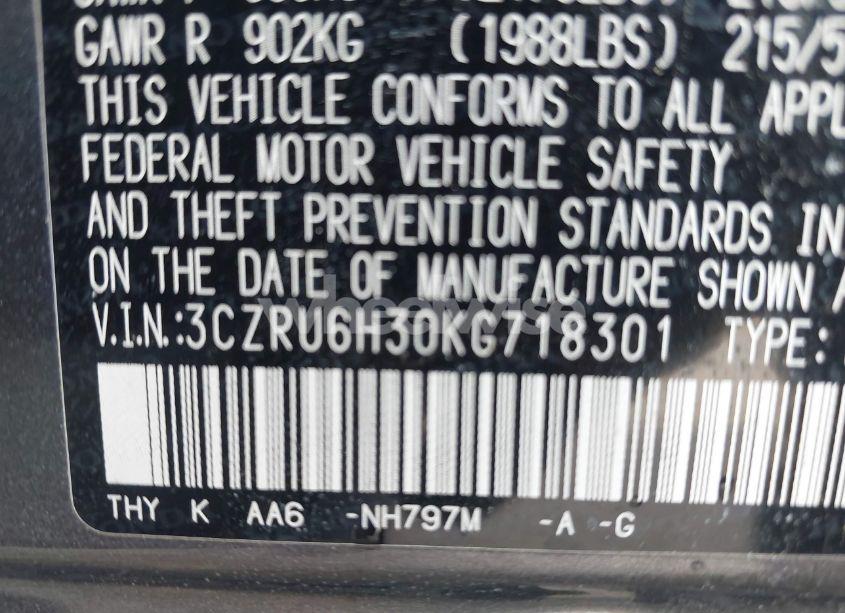 GAWR R 902KG (1988LBS) 215/5
THIS VEHICLE CONFORMS TO ALL APPL
FEDERAL MOTOR VEHICLE SAFETY
AND THEFT PREVENTION STANDARDS IN
ON THE DATE OF MANUFACTURE SHOWN A
V.I.N.:3CZRU6H30KG718301 TYPE:
THY K AA6 -NH797M -A -G